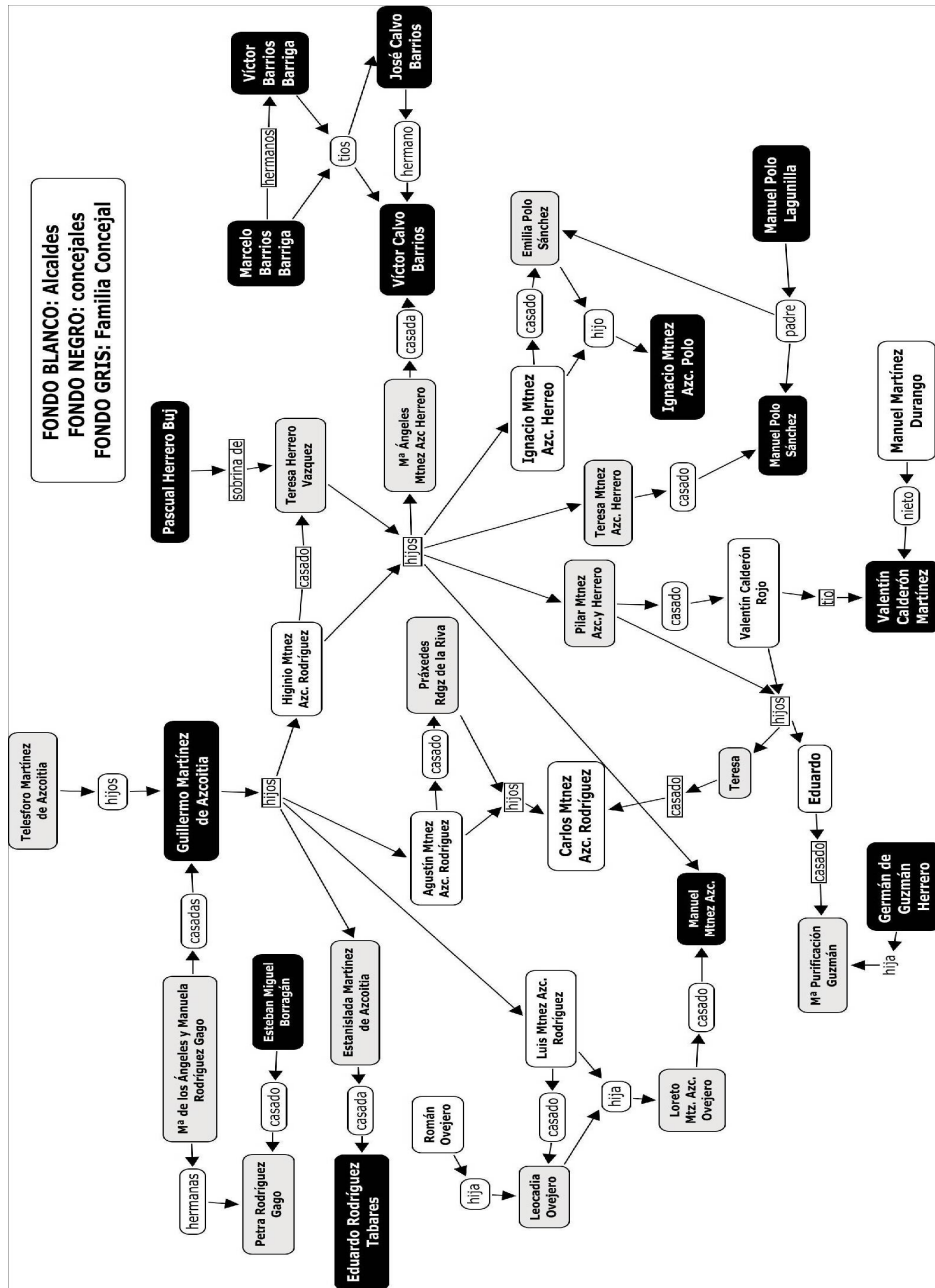 FONDO BLANCO: Alcaldes
FONDO NEGRO: concejales
FONDO GRIS: Familia Concejal
Telesforo Martínez
de Azcoitia
hijos
Mª de los Ángeles y Manuela
Rodríguez Gago
casadas
Guillermo Martínez
de Azcoitia
hermanas
Petra Rodríguez
Gago
casado
Esteban Miguel
Borragán
hijos
Pascual Herrero Buj
sobrina de
Higinio Mtnez
Azc. Rodríguez
casado
Teresa Herrero
Vazquez
Marcelo
Barrios
Barriga
hermanos
Víctor
Barrios
Barriga
tios
Víctor Calvo
Barrios
hermano
José Calvo
Barrios
Estanislada Martínez
de Azcoitia
casada
Eduardo Rodríguez
Tabares
Agustín Mtnez
Azc. Rodríguez
casado
Práxedes
Rdgz de la Riva
hijos
Carlos Mtnez
Azc. Rodríguez
hijos
Mª Ángeles
Mtnez Azc Herrero
casada
Román
Ovejero
hija
Leocadia
Ovejero
casado
Luis Mtnez Azc.
Rodríguez
hija
Loreto
Mtz. Azc.
Ovejero
casado
Manuel
Mtnez Azc.
Pilar Mtnez
Azc.y Herrero
casado
Valentín Calderón
Rojo
tio
Valentín
Calderón
Martínez
nieto
Manuel Martínez
Durango
Teresa Mtnez
Azc. Herrero
casado
Manuel Polo
Sánchez
padre
Manuel Polo
Lagunilla
Ignacio Mtnez
Azc. Herreo
casado
Emilia Polo
Sánchez
hijo
Ignacio Mtnez
Azc. Polo
hijos
Teresa
casado
Eduardo
casado
Mª Purificación
Guzmán
hija
Germán de
Guzmán
Herrero